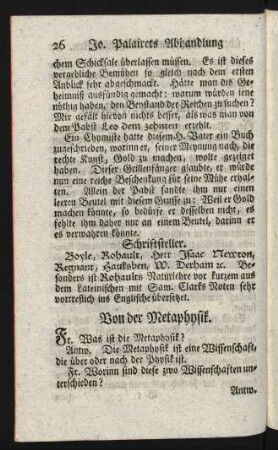 26 Jo. Palairets Abhandlung
chem Schicksale überlassen müssen. Es ist dieses
vergebliche Bemühen so gleich nach dem ersten
Anblick sehr abgeschmackt. Hätte man das Ge-
heimniß ausfündig gemacht: warum würden jene
nöthig haben, den Beystand der Reichen zu suchen?
Mir gefält hievon nichts besser, als was man von
dem Pabst Leo dem zehnten erzehlt.
Ein Chymiste hatte diesem H. Vater ein Buch
zugeschrieben, worinn er, seiner Meynung nach, die
rechte Kunst, Gold zu machen, wolte gezeiget
haben. Dieser Grillenfänger glaubte, er würde
nun eine reiche Beschenkung für seine Mühe erhal-
ten. Allein der Pabst sandte ihm nur einen
leeren Beutel mit diesem Grusse zu: Weil er Gold
machen könnte, so bedürfe er desselben nicht, es
fehlte ihm daher nur an einem Beutel, darinn er
es verwahren könnte.
Schriftsteller.
Boyle, Rohault, Herr Isaac Newton,
Regnant, Hauksben, W. Derham ꝛc. Be-
sonders ist Rohaults Naturlehre vor kurzem aus
dem Lateinischen mit Sam. Clarks Noten sehr
vortreflich ins Englische übersetzet.
Von der Metaphysik.
Fr. Was ist die Metaphysik?
Antw. Die Metaphysik ist eine Wissenschaft,
die über oder nach der Physik ist.
Fr. Worinn sind diese zwo Wissenschaften un-
terschieden?
Antw.